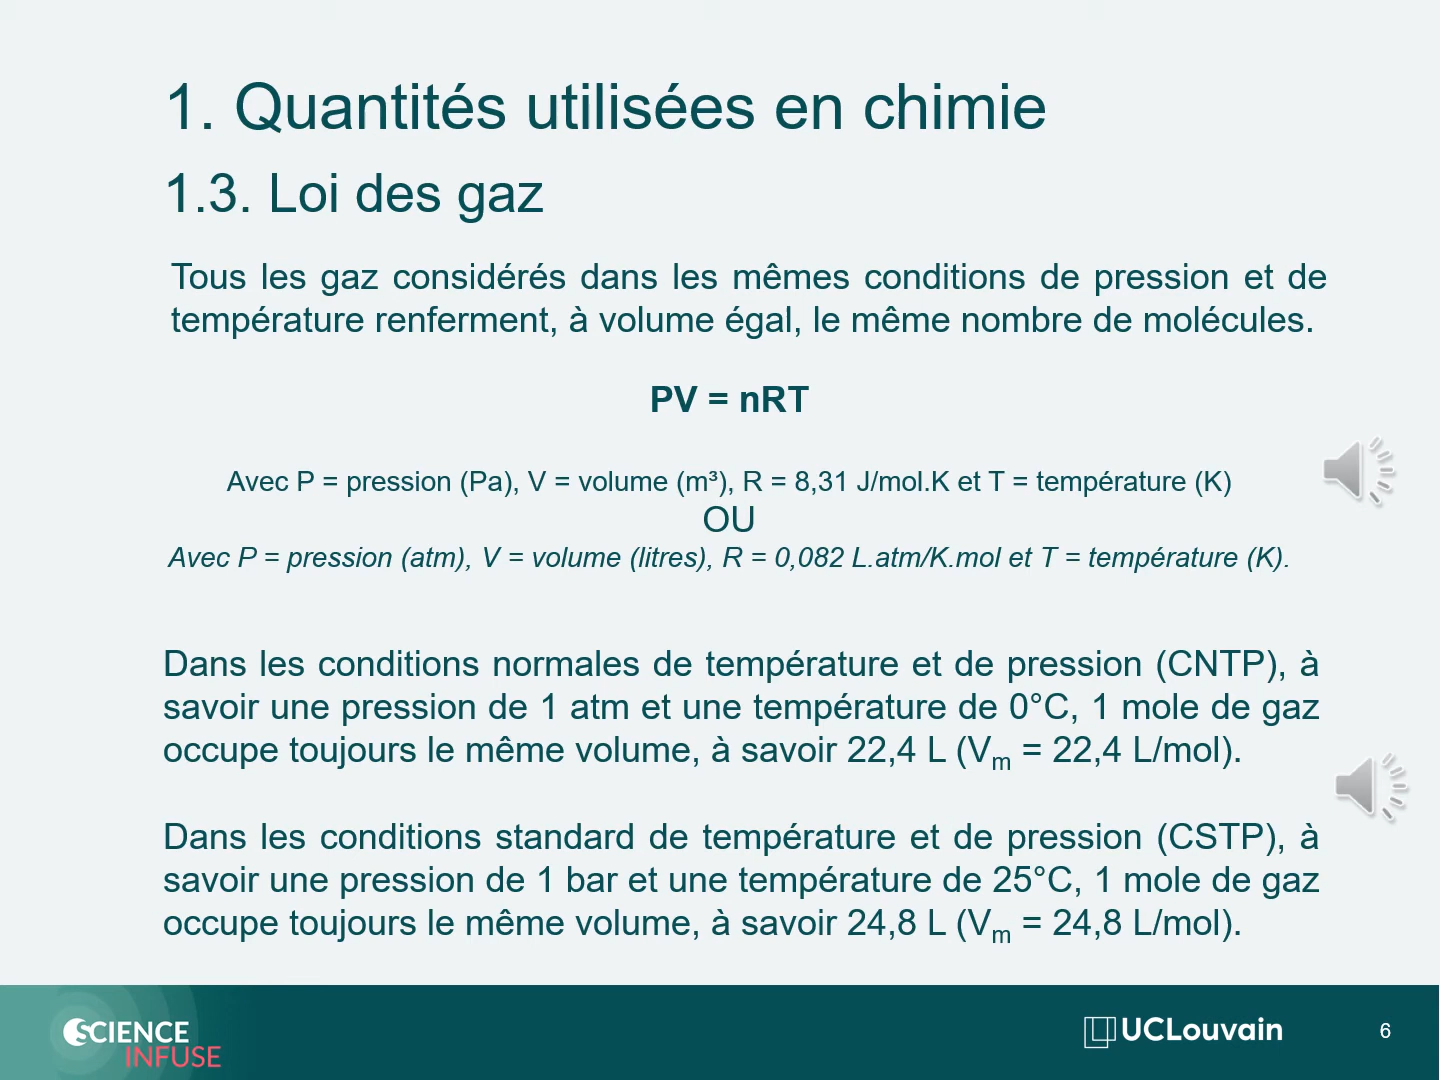 1. Quantités utilisées en chimie
1.3. Loi des gaz
Tous les gaz considérés dans les mêmes conditions de pression et de
température renferment, à volume égal, le même nombre de molécules.
PV = nRT
Avec P = pression (Pa), V = volume (m³), R = 8,31 J/mol.K et T = température (K)
OU
Avec P = pression (atm), V = volume (litres), R = 0,082 L.atm/K.mol et T = température (K).
Dans les conditions normales de température et de pression (CNTP), à
savoir une pression de 1 atm et une température de 0°C, 1 mole de gaz
occupe toujours le même volume, à savoir 22,4 L (Vm = 22,4 L/mol).
Dans les conditions standard de température et de pression (CSTP), à
savoir une pression de 1 bar et une température de 25°C, 1 mole de gaz
occupe toujours le même volume, à savoir 24,8 L (Vm = 24,8 L/mol).
SCIENCE
INFUSE
UCLouvain
6